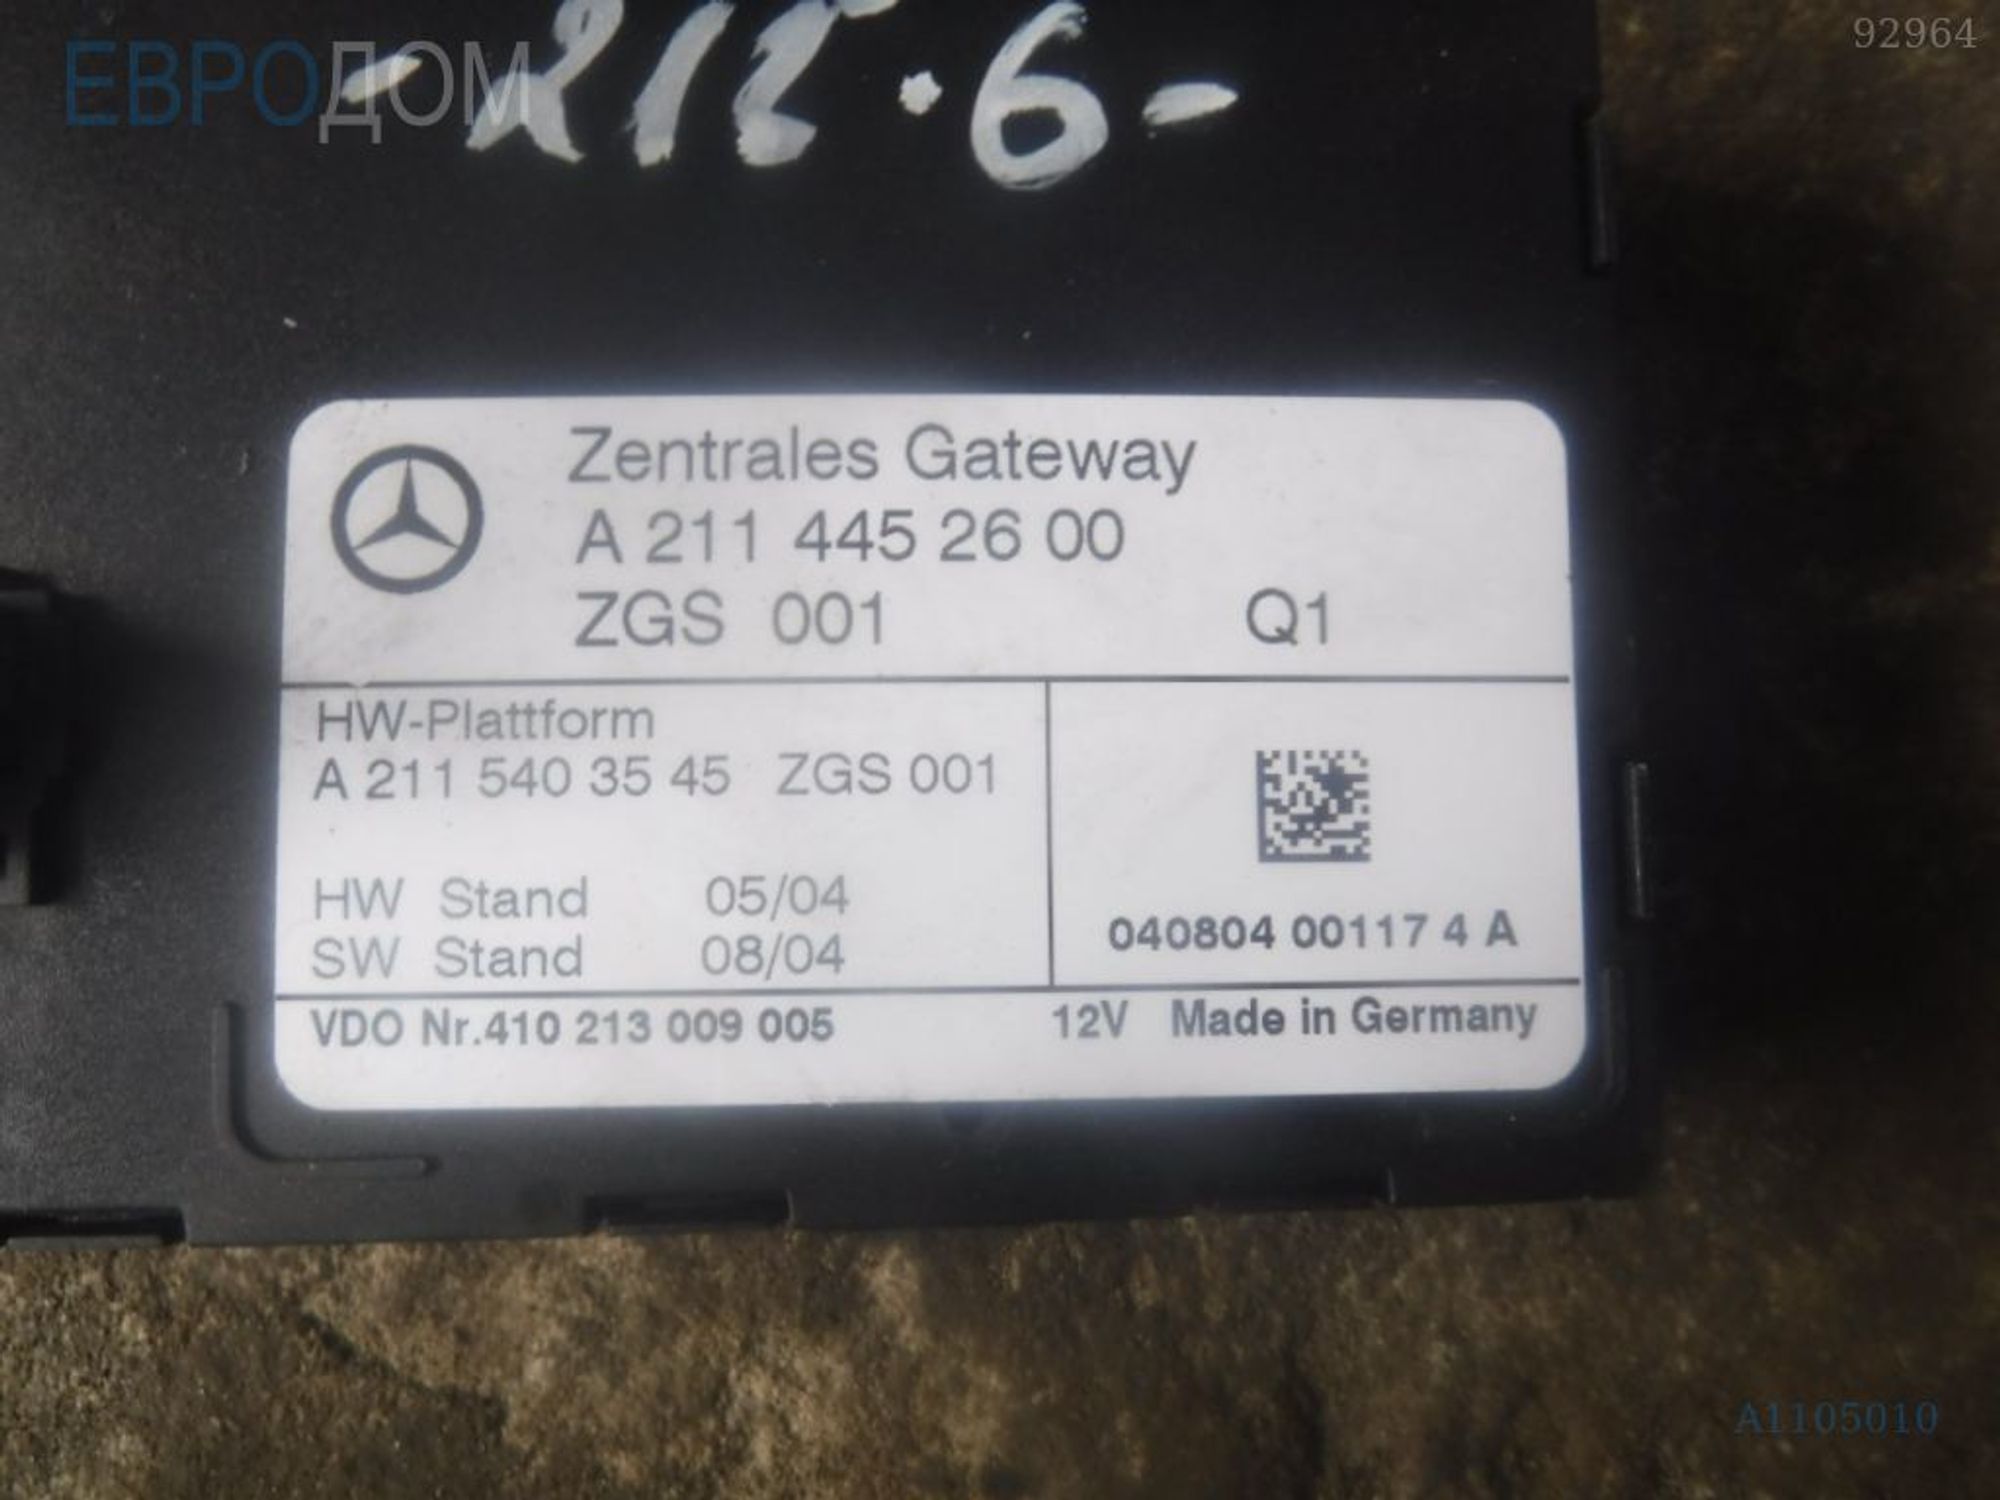 92964
ЕВРОДОМ
-212·6-
Zentrales Gateway
A 211 445 26 00
ZGS 001 Q1
HW-Plattform
A 211 540 35 45 ZGS 001
HW Stand 05/04
SW Stand 08/04
040804 00117 4 A
VDO Nr.410 213 009 005 12V Made in Germany
A1105010